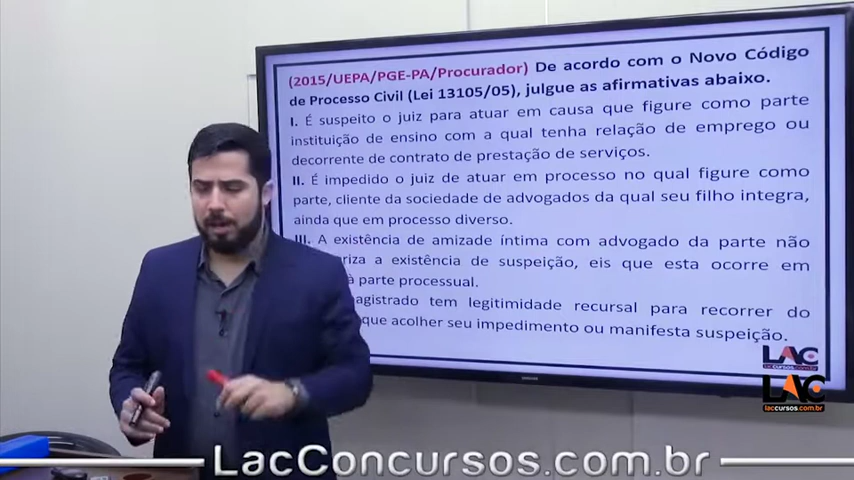 (2015/UEPA/PGE-PA/Procurador) De acordo com o Novo Código
de Processo Civil (Lei 13105/05), julgue as afirmativas abaixo.
I. É suspeito o juiz para atuar em causa que figure como parte
instituição de ensino com a qual tenha relação de emprego ou
decorrente de contrato de prestação de serviços.
II. É impedido o juiz de atuar em processo no qual figure como
parte, cliente da sociedade de advogados da qual seu filho integra,
ainda que em processo diverso.
III. A existência de amizade íntima com advogado da parte não
riza a existência de suspeição, eis que esta ocorre em
à parte processual.
agistrado tem legitimidade recursal para recorrer do
que acolher seu impedimento ou manifesta suspeição.
LAC
LAC
laccursos.com.br
LacConcursos.com.br